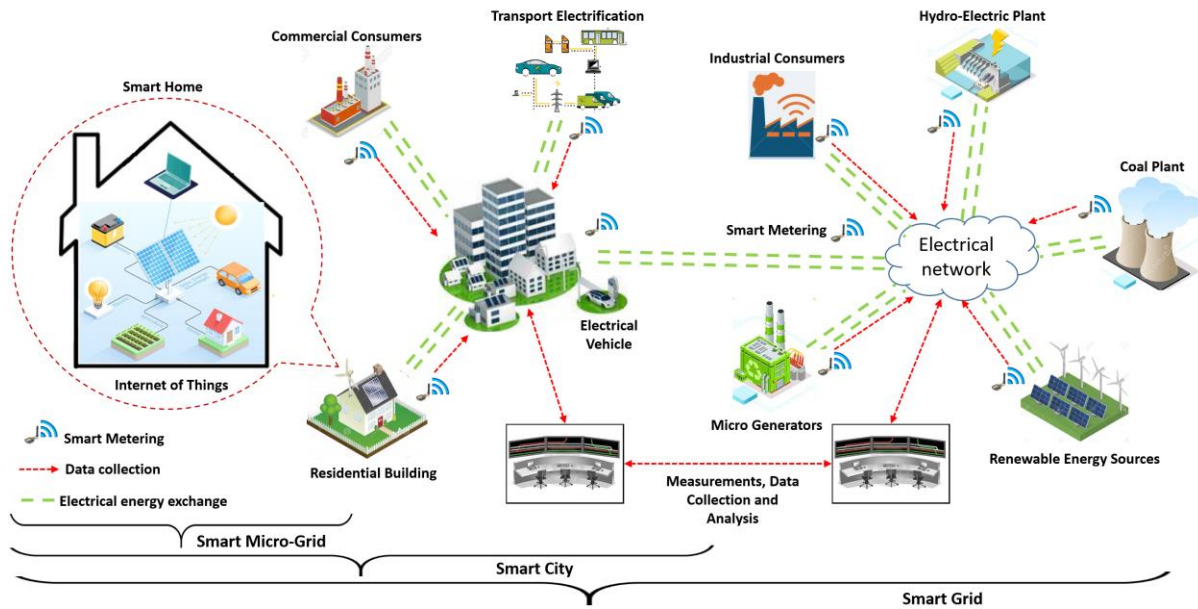 Transport Electrification
Hydro-Electric Plant
Commercial Consumers
Industrial Consumers
Smart Home
Coal Plant
Smart Metering
Electrical
network
Electrical
Vehicle
Internet of Things
Micro Generators
Smart Metering
Data collection
Electrical energy exchange
Residential Building
Renewable Energy Sources
Measurements, Data
Collection and
Analysis
Smart Micro-Grid
Smart City
Smart Grid